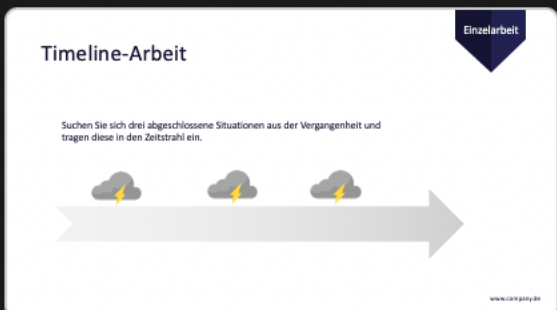 Einzelarbeit
Timeline-Arbeit
Suchen Sie sich drei abgeschlossene Situationen aus der Vergangenheit und
tragen diese in den Zeitstrahl ein.
www.company.de